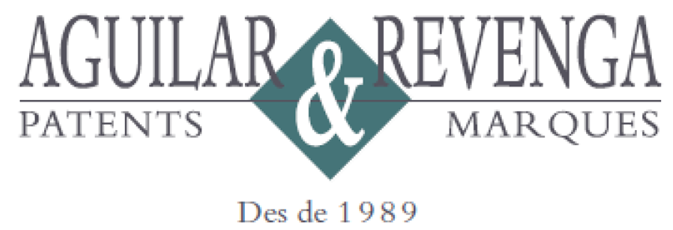 AGUILAR & REVENGA
PATENTS MARQUES
Des de 1989